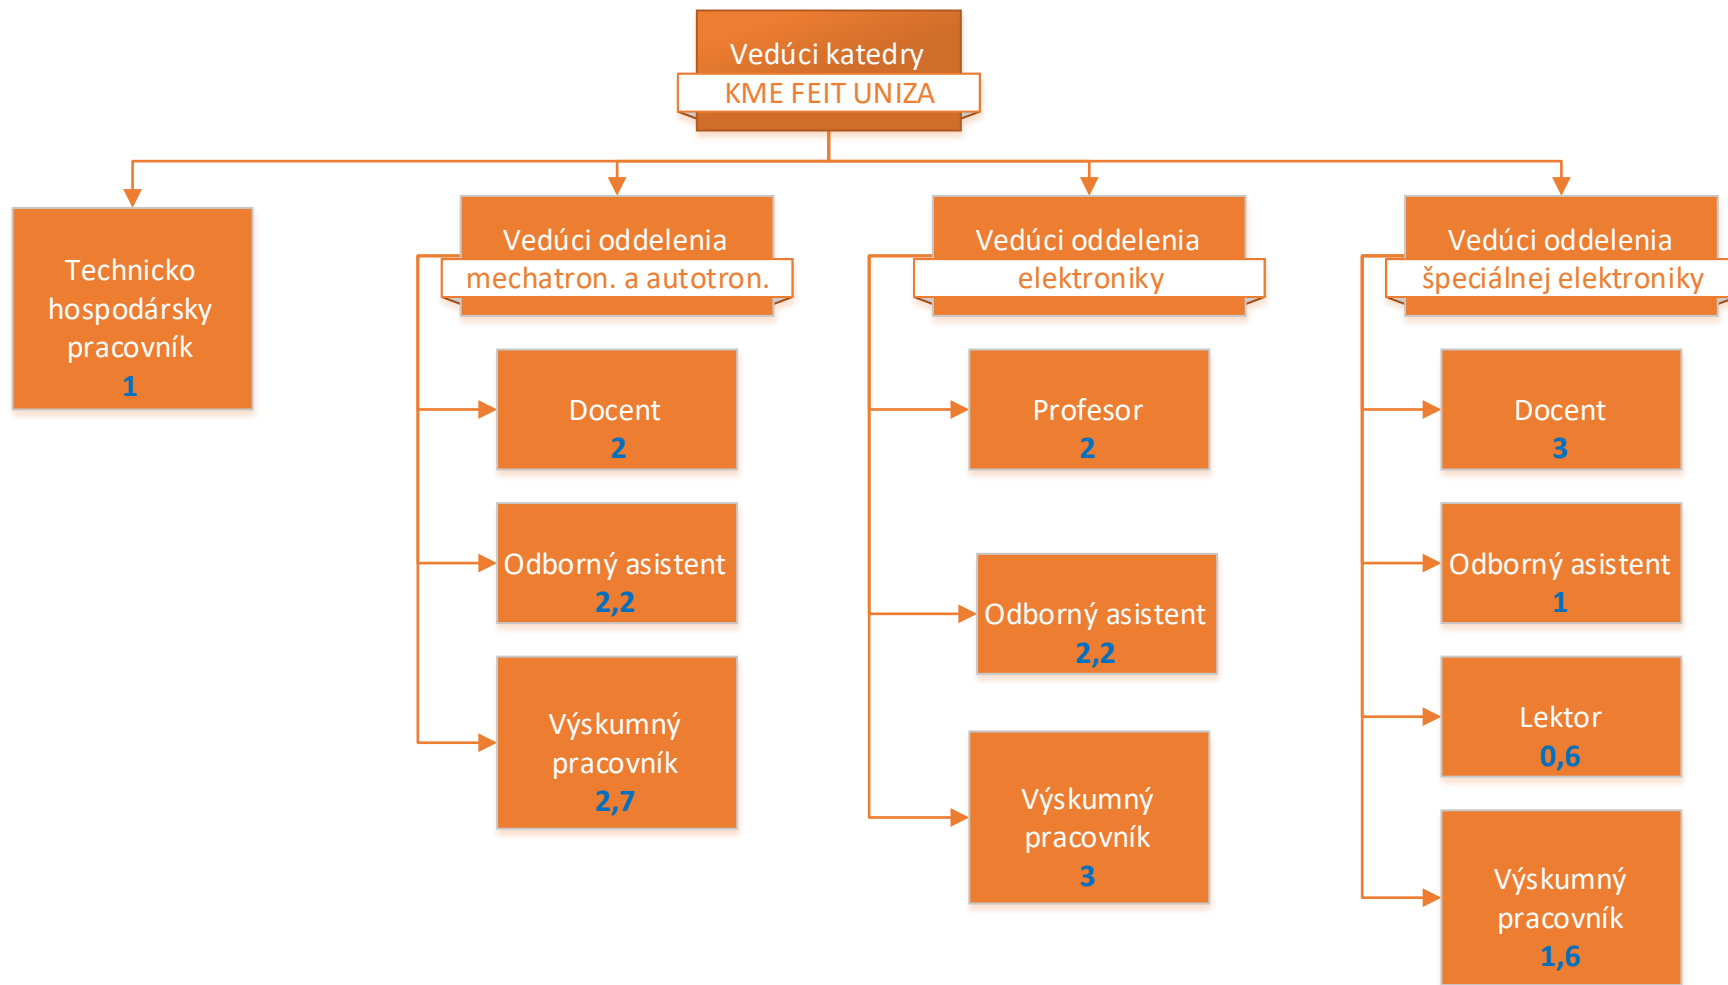 Vedúci katedry
KME FEIT UNIZA
Technicko
hospodársky
pracovník
1
Vedúci oddelenia
mechatron. a autotron.
Docent
2
Odborný asistent
2,2
Výskumný
pracovník
2,7
Vedúci oddelenia
elektroniky
Profesor
2
Odborný asistent
2,2
Výskumný
pracovník
3
Vedúci oddelenia
špeciálnej elektroniky
Docent
3
Odborný asistent
1
Lektor
0,6
Výskumný
pracovník
1,6